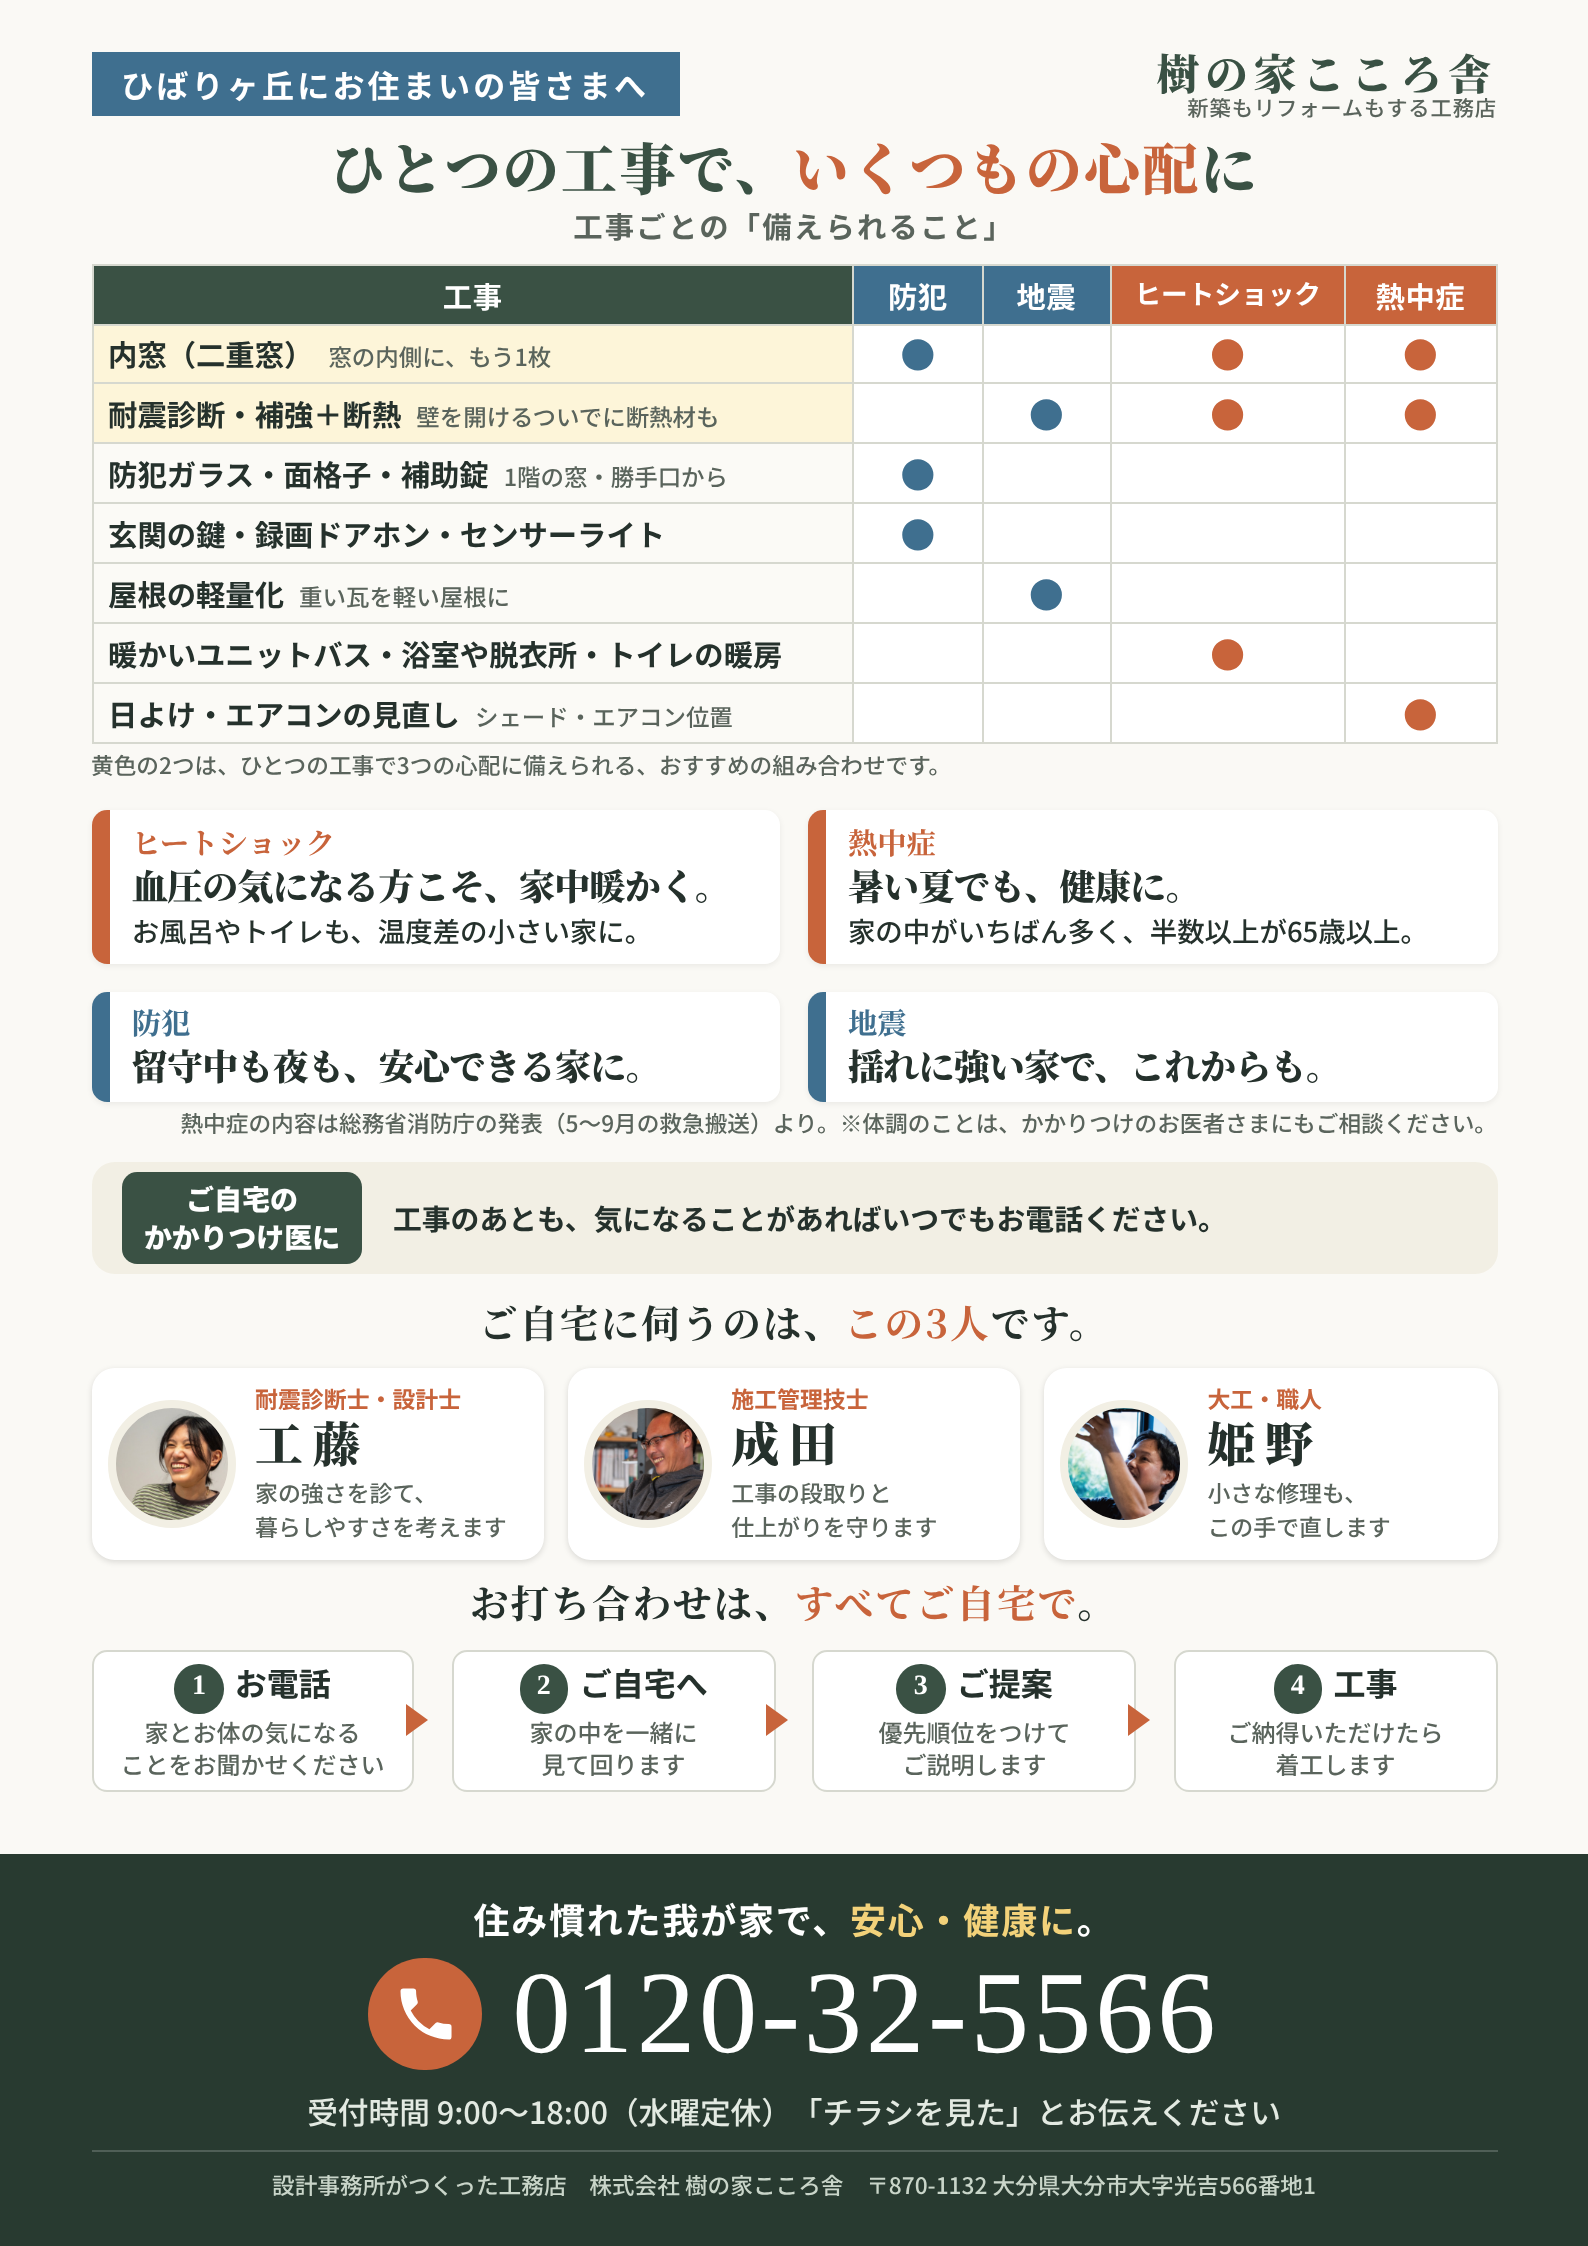 ひばりヶ丘にお住まいの皆さまへ
樹の家こころ舎
新築もリフォームもする工務店
ひとつの工事で、いくつもの心配に
工事ごとの「備えられること」
工事 防犯 地震 ヒートショック 熱中症
内窓（二重窓） 窓の内側に、もう1枚 ● ● ●
耐震診断・補強＋断熱 壁を開けるついでに断熱材も ● ● ●
防犯ガラス・面格子・補助錠 1階の窓・勝手口から ●
玄関の鍵・録画ドアホン・センサーライト ●
屋根の軽量化 重い瓦を軽い屋根に ●
暖かいユニットバス・浴室や脱衣所・トイレの暖房 ●
日よけ・エアコンの見直し シェード・エアコン位置 ●
黄色の2つは、ひとつの工事で3つの心配に備えられる、おすすめの組み合わせです。
ヒートショック
血圧の気になる方こそ、家中暖かく。
お風呂やトイレも、温度差の小さい家に。
熱中症
暑い夏でも、健康に。
家の中がいちばん多く、半数以上が65歳以上。
防犯
留守中も夜も、安心できる家に。
地震
揺れに強い家で、これからも。
熱中症の内容は総務省消防庁の発表（5〜9月の救急搬送）より。※体調のことは、かかりつけのお医者さまにもご相談ください。
ご自宅の
かかりつけ医に
工事のあとも、気になることがあればいつでもお電話ください。
ご自宅に伺うのは、この3人です。
耐震診断士・設計士
工藤
家の強さを診て、
暮らしやすさを考えます
施工管理技士
成田
工事の段取りと
仕上がりを守ります
大工・職人
姫野
小さな修理も、
この手で直します
お打ち合わせは、すべてご自宅で。
1 お電話
家とお体の気になる
ことをお聞かせください
2 ご自宅へ
家の中を一緒に
見て回ります
3 ご提案
優先順位をつけて
ご説明します
4 工事
ご納得いただけたら
着工します
住み慣れた我が家で、安心・健康に。
0120-32-5566
受付時間 9:00〜18:00（水曜定休）「チラシを見た」とお伝えください
設計事務所がつくった工務店　株式会社 樹の家こころ舎　〒870-1132 大分県大分市大字光吉566番地1